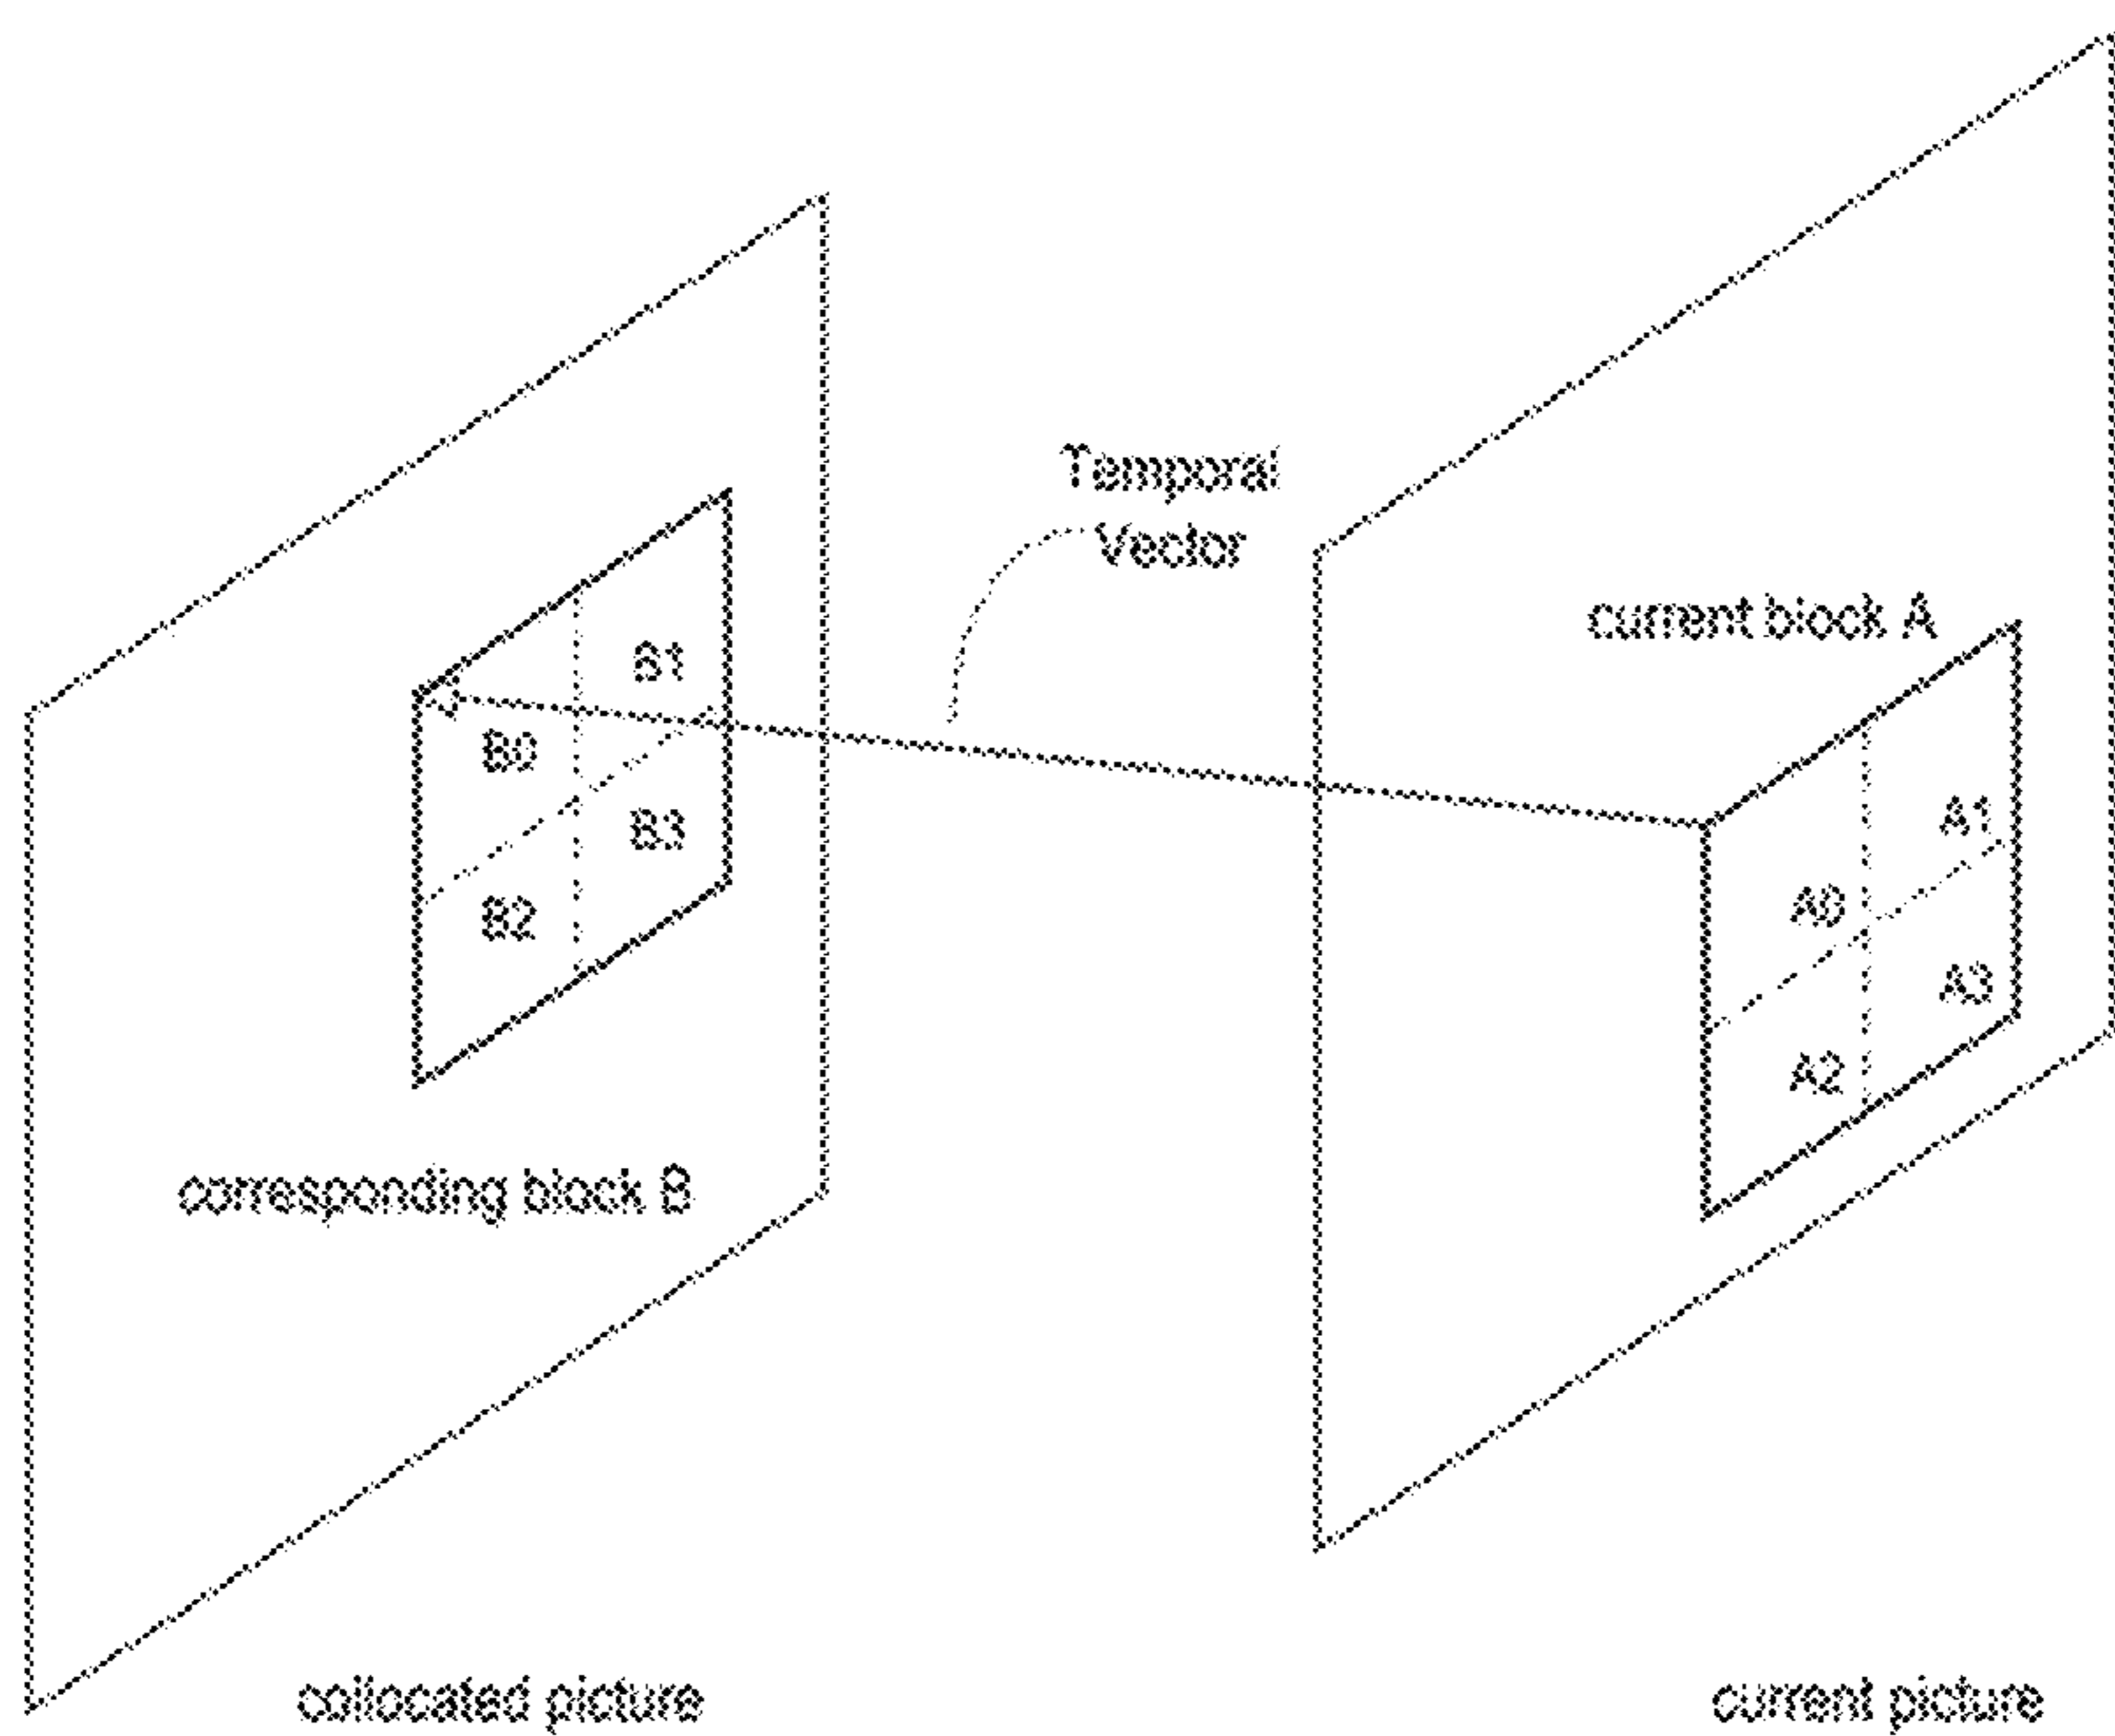 Temporal
Vector
current block A
B1
B0
B3
B2
A1
A0
A3
A2
corresponding block B
collocated picture
current picture